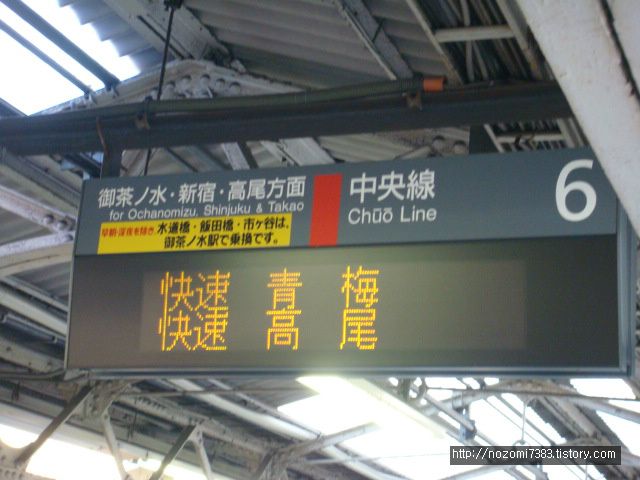 御茶ノ水・新宿・高尾方面
for Ochanomizu, Shinjuku & Takao
早朝・深夜を除き 水道橋・飯田橋・市ヶ谷は、
御茶ノ水駅で乗換です。
中央線
Chūō Line
6
快速 青梅
快速 高尾
http://nozomi7383.tistory.com